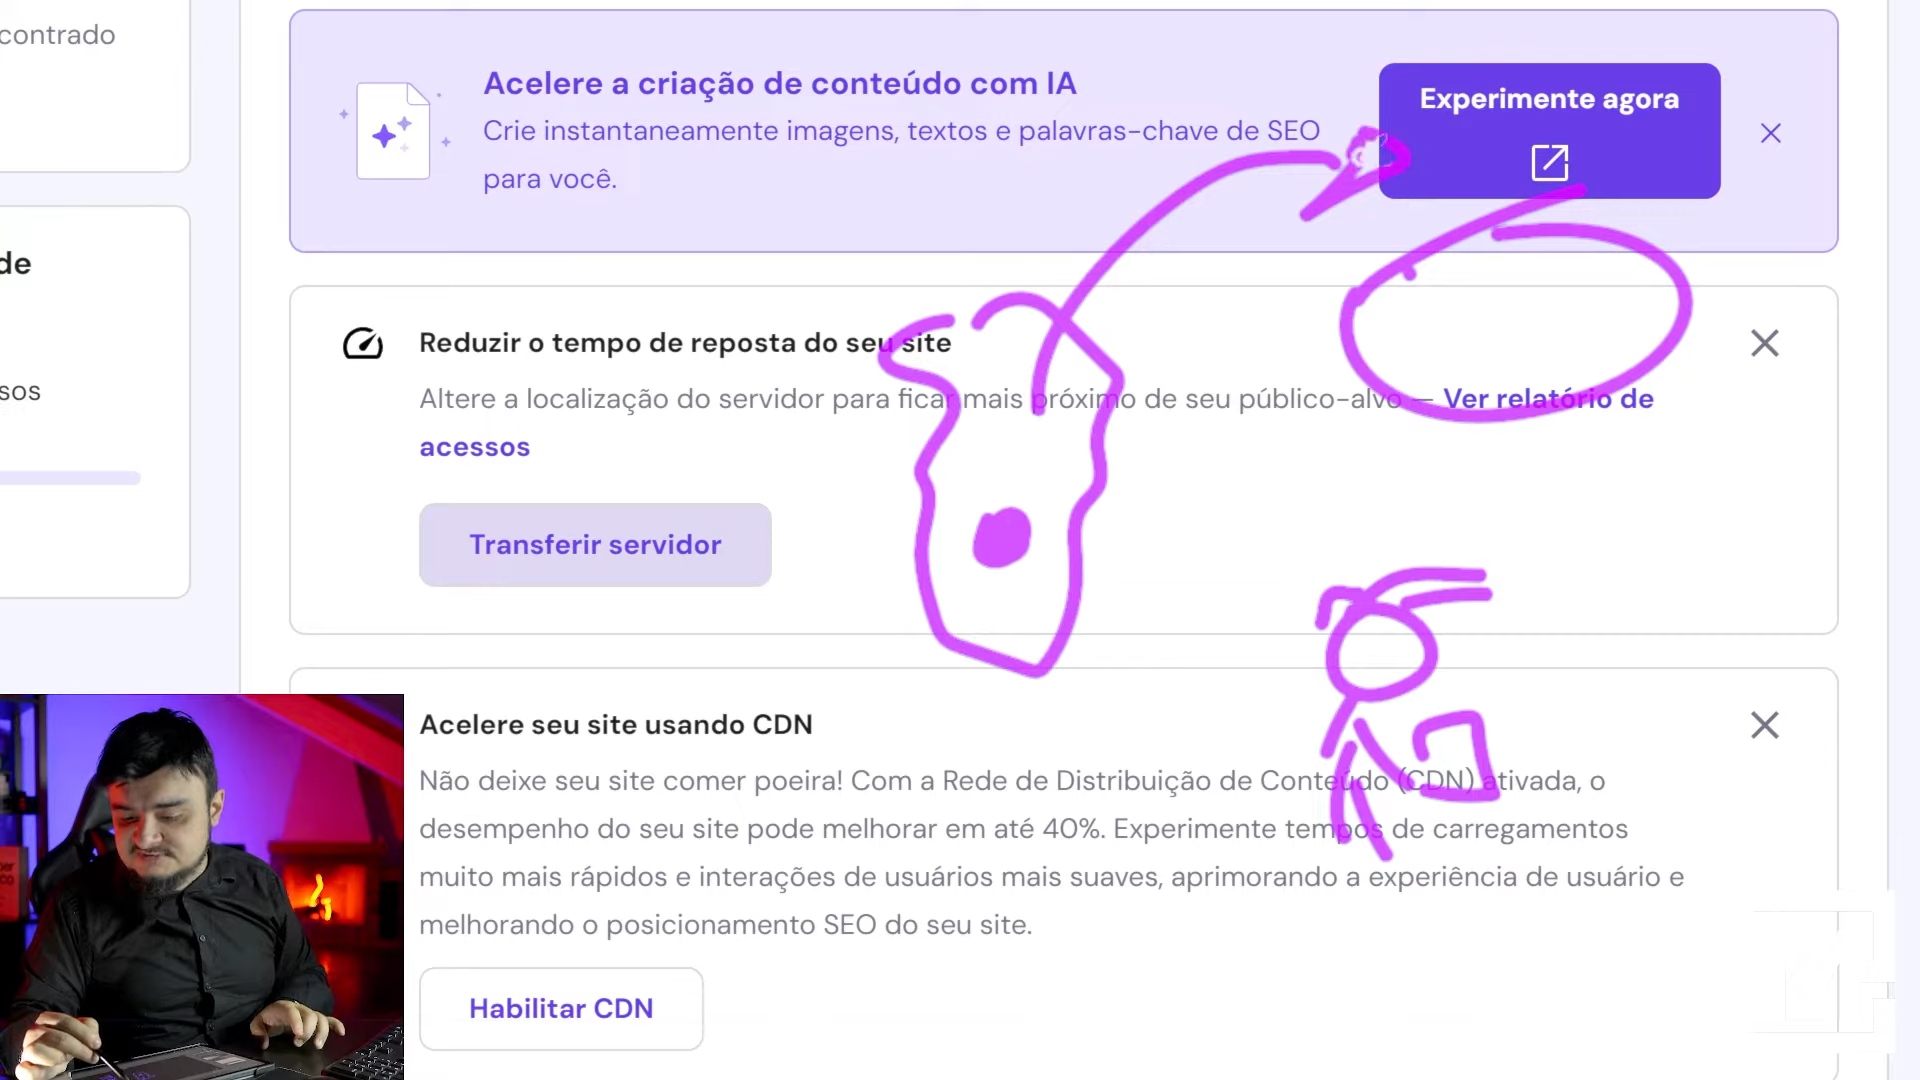 contrado
Acelere a criação de conteúdo com IA
Crie instantaneamente imagens, textos e palavras-chave de SEO
para você.
Experimente agora
de
sos
Reduzir o tempo de reposta do seu site
Altere a localização do servidor para ficar mais próximo de seu público-alvo — Ver relatório de
acessos
Transferir servidor
Acelere seu site usando CDN
Não deixe seu site comer poeira! Com a Rede de Distribuição de Conteúdo (CDN) ativada, o
desempenho do seu site pode melhorar em até 40%. Experimente tempos de carregamentos
muito mais rápidos e interações de usuários mais suaves, aprimorando a experiência de usuário e
melhorando o posicionamento SEO do seu site.
Habilitar CDN